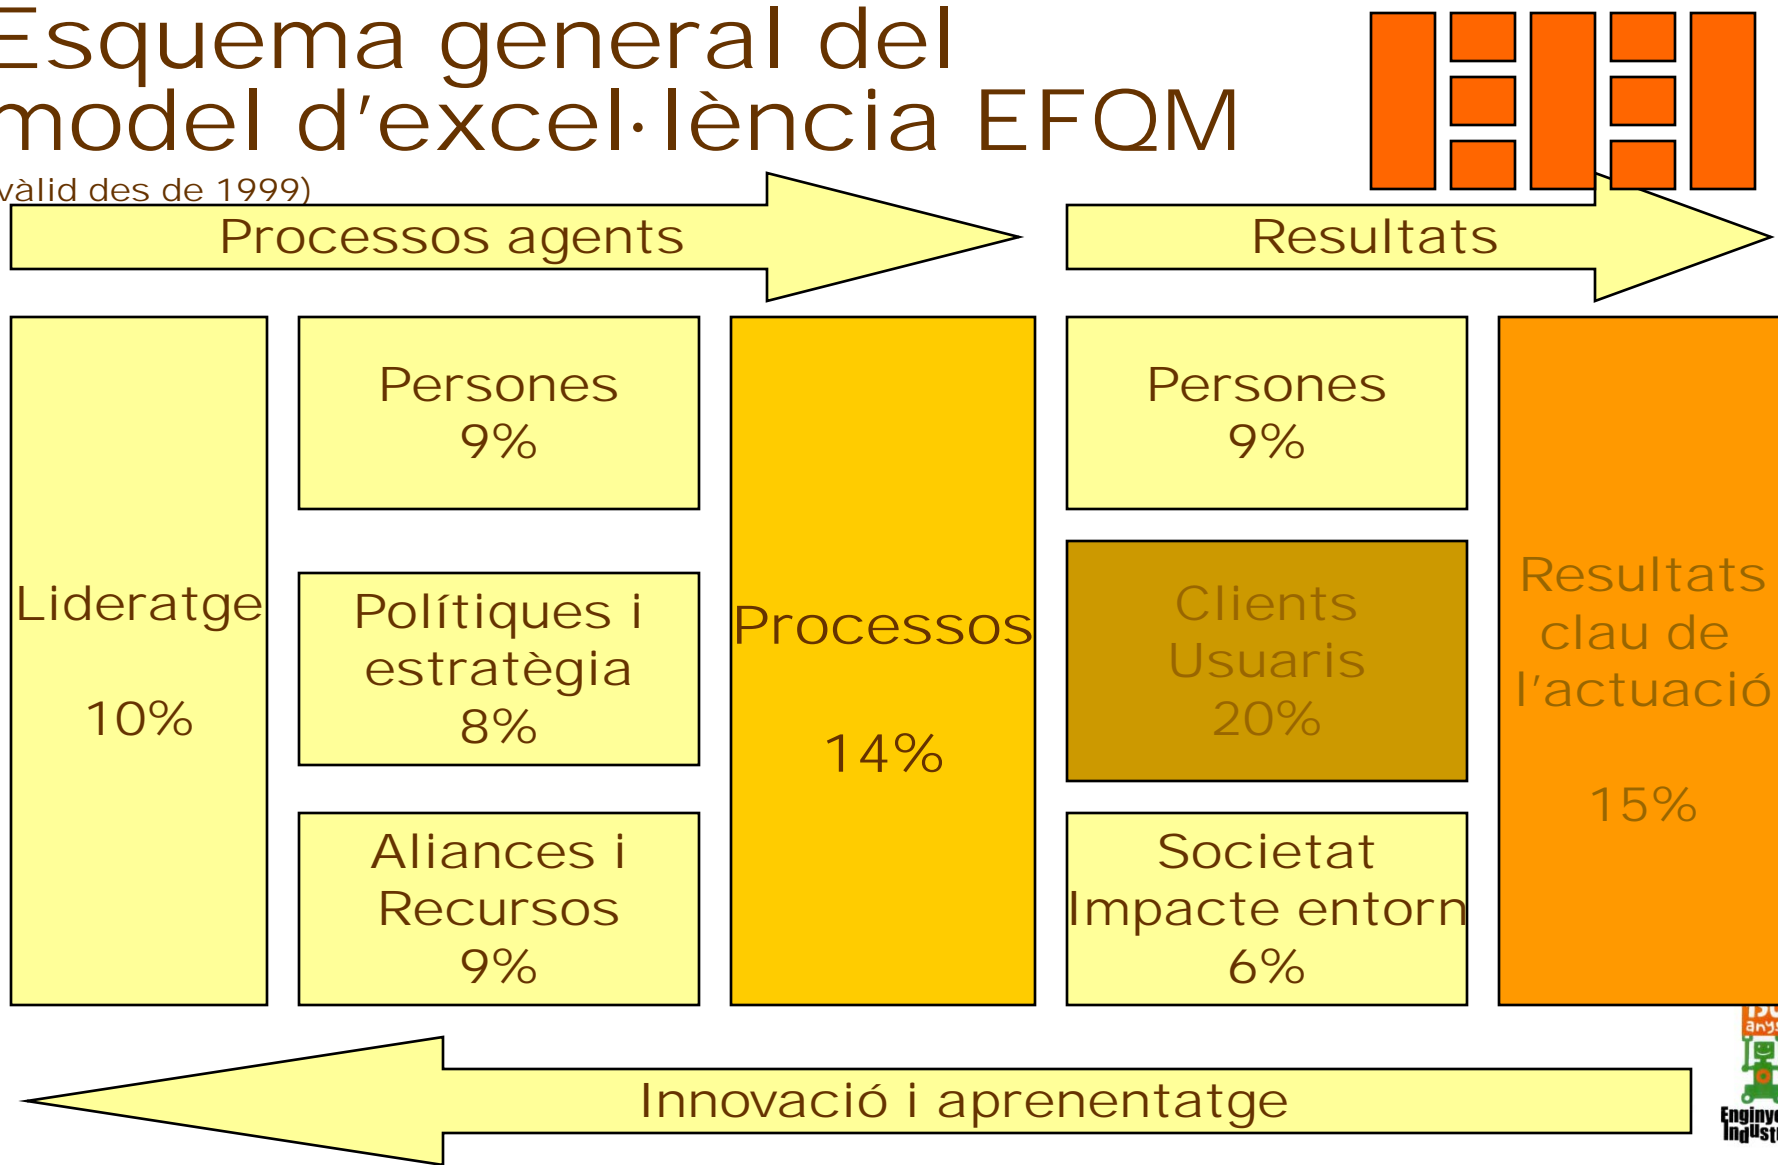 Esquema general del
model d'excel·lència EFQM
vàlid des de 1999)
Processos agents
Resultats
Lideratge
10%
Persones
9%
Polítiques i
estratègia
8%
Aliances i
Recursos
9%
Processos
14%
Persones
9%
Clients
Usuaris
20%
Societat
Impacte entorn
6%
Resultats
clau de
l'actuació
15%
Innovació i aprenentatge
anys